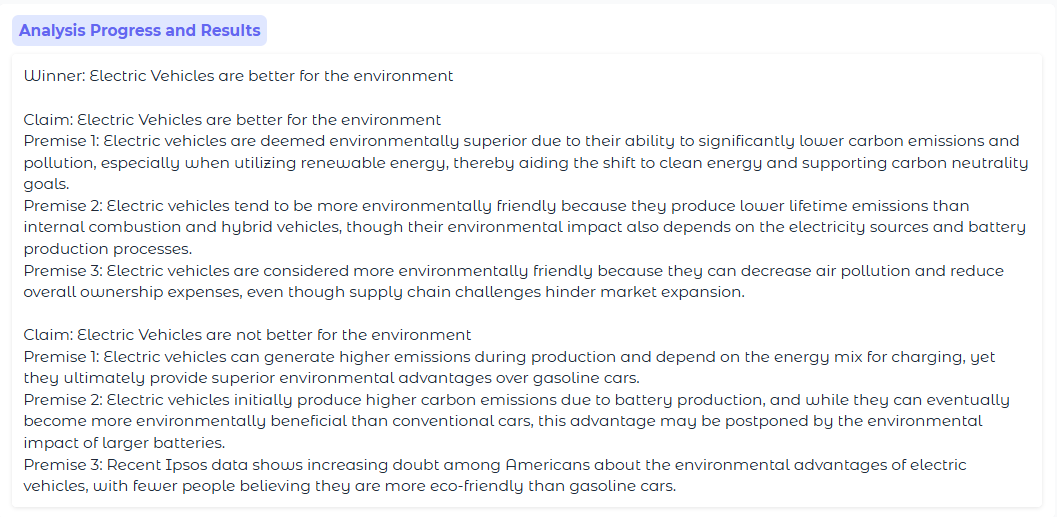 Analysis Progress and Results
Winner: Electric Vehicles are better for the environment
Claim: Electric Vehicles are better for the environment
Premise 1: Electric vehicles are deemed environmentally superior due to their ability to significantly lower carbon emissions and
pollution, especially when utilizing renewable energy, thereby aiding the shift to clean energy and supporting carbon neutrality
goals.
Premise 2: Electric vehicles tend to be more environmentally friendly because they produce lower lifetime emissions than
internal combustion and hybrid vehicles, though their environmental impact also depends on the electricity sources and battery
production processes.
Premise 3: Electric vehicles are considered more environmentally friendly because they can decrease air pollution and reduce
overall ownership expenses, even though supply chain challenges hinder market expansion.
Claim: Electric Vehicles are not better for the environment
Premise 1: Electric vehicles can generate higher emissions during production and depend on the energy mix for charging, yet
they ultimately provide superior environmental advantages over gasoline cars.
Premise 2: Electric vehicles initially produce higher carbon emissions due to battery production, and while they can eventually
become more environmentally beneficial than conventional cars, this advantage may be postponed by the environmental
impact of larger batteries.
Premise 3: Recent Ipsos data shows increasing doubt among Americans about the environmental advantages of electric
vehicles, with fewer people believing they are more eco-friendly than gasoline cars.